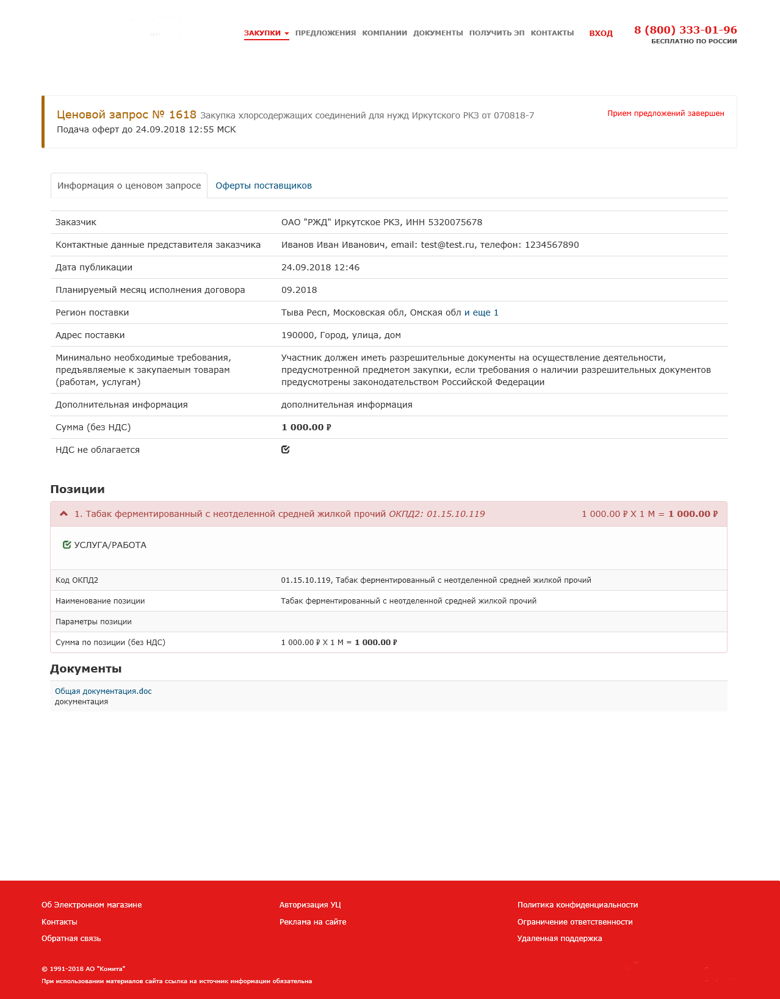 ЗАКУПКИ ПРЕДЛОЖЕНИЯ КОМПАНИИ ДОКУМЕНТЫ ПОЛУЧИТЬ ЭП КОНТАКТЫ ВХОД 8 (800) 333-01-96
БЕСПЛАТНО ПО РОССИИ
Ценовой запрос № 1618 Закупка хлорсодержащих соединений для нужд Иркутского РКЗ от 070818-7 Прием предложений завершен
Подача оферт до 24.09.2018 12:55 МСК
Информация о ценовом запросе Оферты поставщиков
Заказчик ОАО "РЖД" Иркутское РКЗ, ИНН 5320075678
Контактные данные представителя заказчика Иванов Иван Иванович, email: test@test.ru, телефон: 1234567890
Дата публикации 24.09.2018 12:46
Планируемый месяц исполнения договора 09.2018
Регион поставки Тыва Респ, Московская обл, Омская обл и еще 1
Адрес поставки 190000, Город, улица, дом
Минимально необходимые требования, Участник должен иметь разрешительные документы на осуществление деятельности,
предъявляемые к закупаемым товарам предусмотренной предметом закупки, если требования о наличии разрешительных документов
(работам, услугам) предусмотрены законодательством Российской Федерации
Дополнительная информация дополнительная информация
Сумма (без НДС) 1 000.00 ₽
НДС не облагается
Позиции
1. Табак ферментированный с неотделенной средней жилкой прочий ОКПД2: 01.15.10.119 1 000.00 ₽ X 1 М = 1 000.00 ₽
УСЛУГА/РАБОТА
Код ОКПД2 01.15.10.119, Табак ферментированный с неотделенной средней жилкой прочий
Наименование позиции Табак ферментированный с неотделенной средней жилкой прочий
Параметры позиции
Сумма по позиции (без НДС) 1 000.00 ₽ X 1 М = 1 000.00 ₽
Документы
Общая документация.doc
документация
Об Электронном магазине Авторизация УЦ Политика конфиденциальности
Контакты Реклама на сайте Ограничение ответственности
Обратная связь Удаленная поддержка
© 1991-2018 АО "Комита"
При использовании материалов сайта ссылка на источник информации обязательна